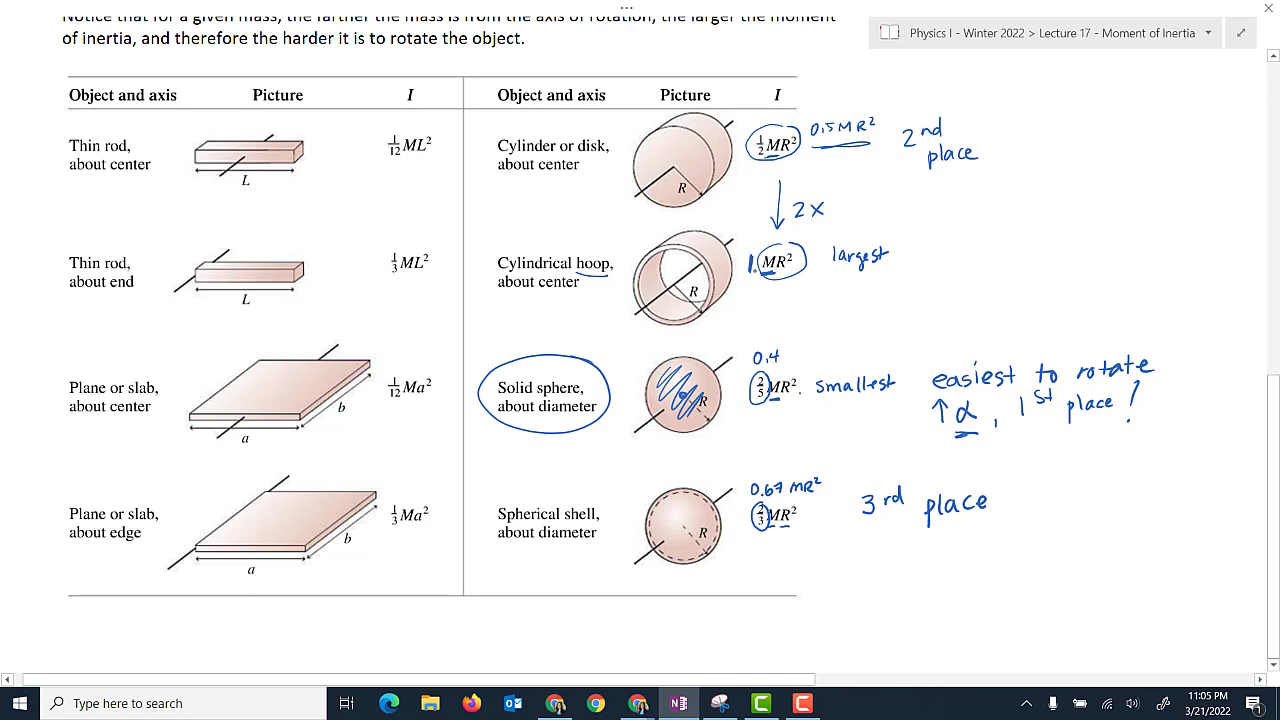 Notice that for a given mass, the farther the mass is from the axis of rotation, the larger the moment
of inertia, and therefore the harder it is to rotate the object.
Physics I - Winter 2022 > Lecture 17 - Moment of Inertia
Object and axis Picture I Object and axis Picture I
Thin rod,
about center
L
1/12 ML²
Cylinder or disk,
about center
R
1/2 MR²
0.5 MR²
2nd
place
2x
Thin rod,
about end
L
1/3 ML²
Cylindrical hoop,
about center
R
1. MR²
largest
Plane or slab,
about center
a
b
1/12 Ma²
Solid sphere,
about diameter
R
0.4
2/5 MR².
smallest
easiest to rotate
↑ α, 1st place!
Plane or slab,
about edge
a
b
1/3 Ma²
Spherical shell,
about diameter
R
0.67 MR²
2/3 MR²
3rd place
Type here to search
11:05 PM
3/21/2022